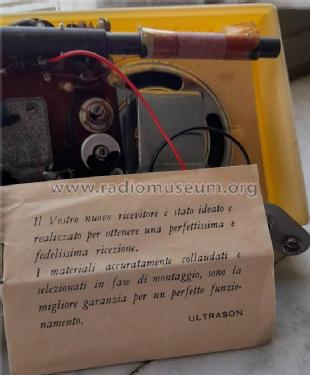 www.radiomuseum.org
Il Vostro nuovo ricevitore è stato ideato e
realizzato per ottenere una perfettissima e
fedelissima ricezione.
I materiali accuratamente collaudati e
selezionati in fase di montaggio, sono la
migliore garanzia per un perfetto funzio-
namento.
ULTRASON